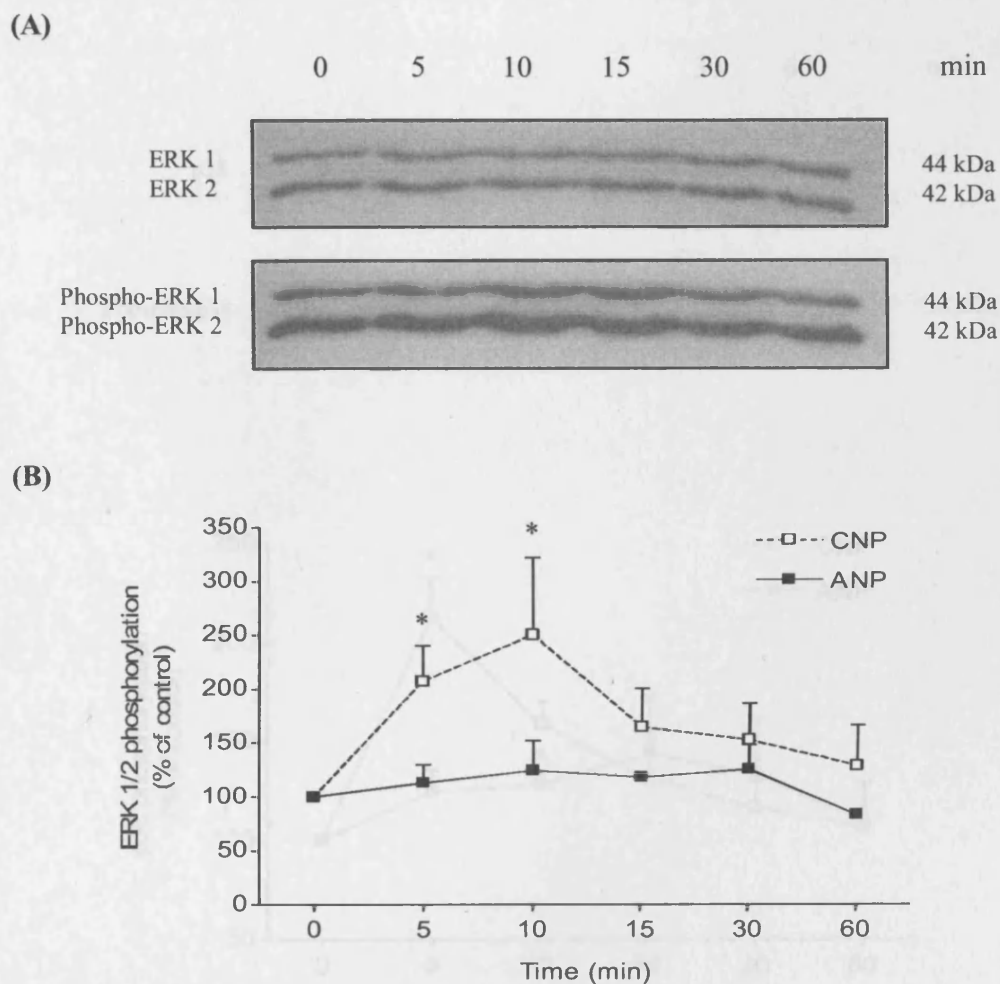 (A)
0 5 10 15 30 60 min
ERK 1 44 kDa
ERK 2 42 kDa
Phospho-ERK 1 44 kDa
Phospho-ERK 2 42 kDa
(B)
ERK 1/2 phosphorylation
(% of control)
350
300
250
200
150
100
50
0
* *
CNP
ANP
0 5 10 15 30 60
Time (min)